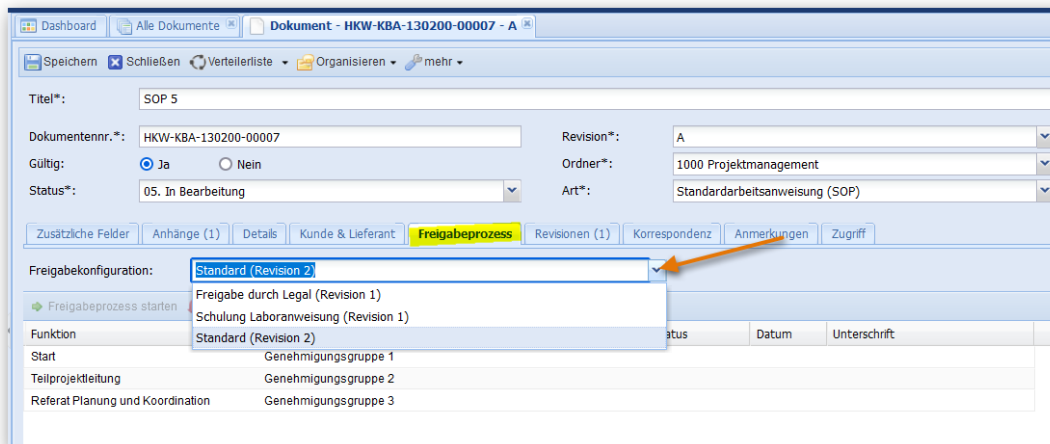 Dashboard Alle Dokumente Dokument - HKW-KBA-130200-00007 - A
Speichern Schließen Verteilerliste Organisieren mehr
Titel*: SOP 5
Dokumentennr.*: HKW-KBA-130200-00007 Revision*: A
Gültig: Ja Nein Ordner*: 1000 Projektmanagement
Status*: 05. In Bearbeitung Art*: Standardarbeitsanweisung (SOP)
Zusätzliche Felder Anhänge (1) Details Kunde & Lieferant Freigabeprozess Revisionen (1) Korrespondenz Anmerkungen Zugriff
Freigabekonfiguration: Standard (Revision 2)
Freigabe durch Legal (Revision 1)
Freigabeprozess starten
Schulung Laboranweisung (Revision 1)
Funktion Standard (Revision 2) Datum Unterschrift
Start Genehmigungsgruppe 1
Teilprojektleitung Genehmigungsgruppe 2
Referat Planung und Koordination Genehmigungsgruppe 3